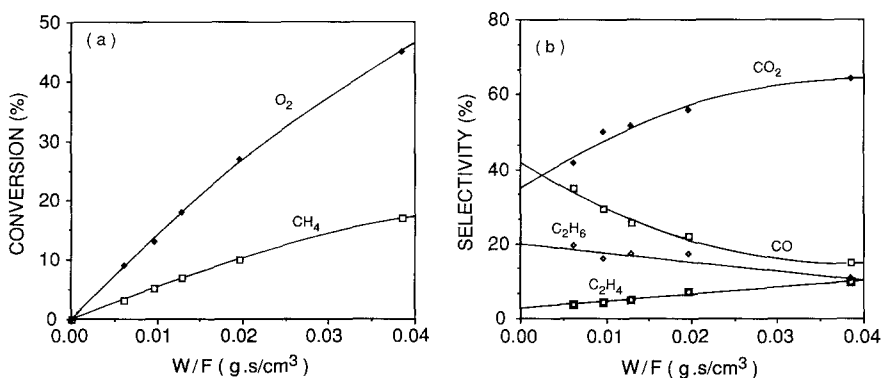 (a)
CONVERSION (%)
50
40
30
20
10
0
O2
CH4
0.00 0.01 0.02 0.03 0.04
W/F (g.s/cm³)
(b)
SELECTIVITY (%)
80
60
40
20
0
CO2
C2H6
CO
C2H4
0.00 0.01 0.02 0.03 0.04
W/F (g.s/cm³)